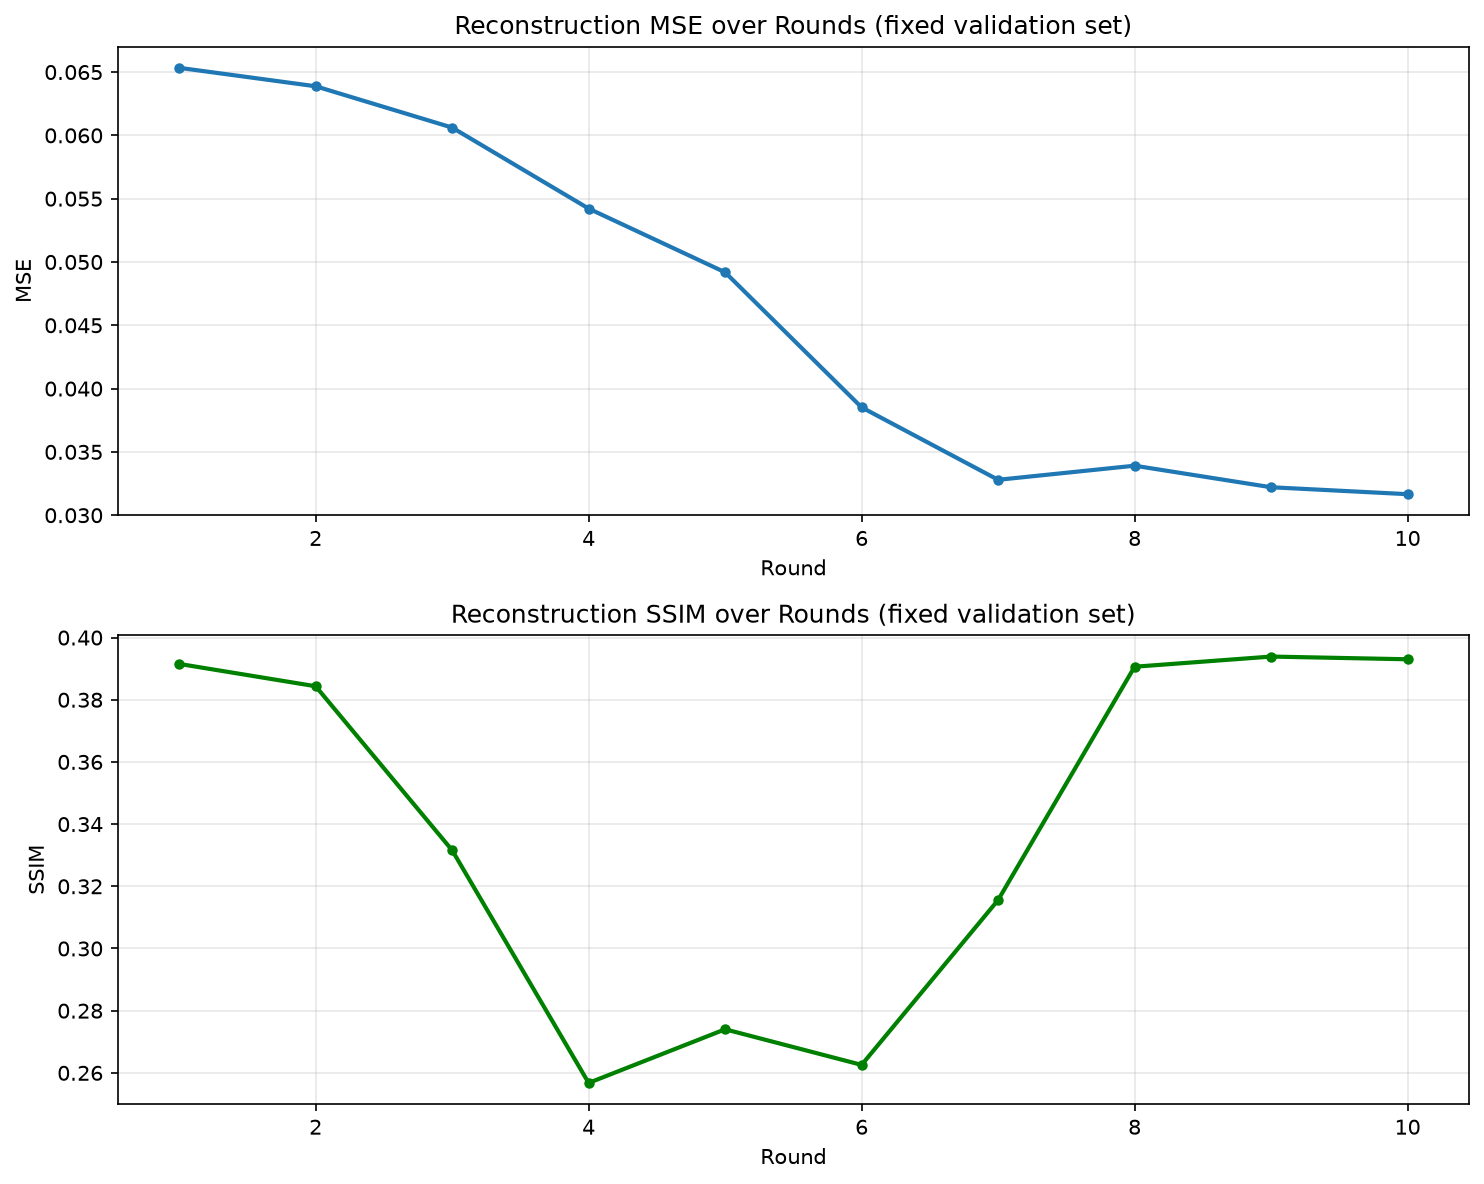 Reconstruction MSE over Rounds (fixed validation set)
0.065
0.060
0.055
0.050
0.045
0.040
0.035
0.030
MSE
2 4 6 8 10
Round
Reconstruction SSIM over Rounds (fixed validation set)
0.40
0.38
0.36
0.34
0.32
0.30
0.28
0.26
SSIM
2 4 6 8 10
Round